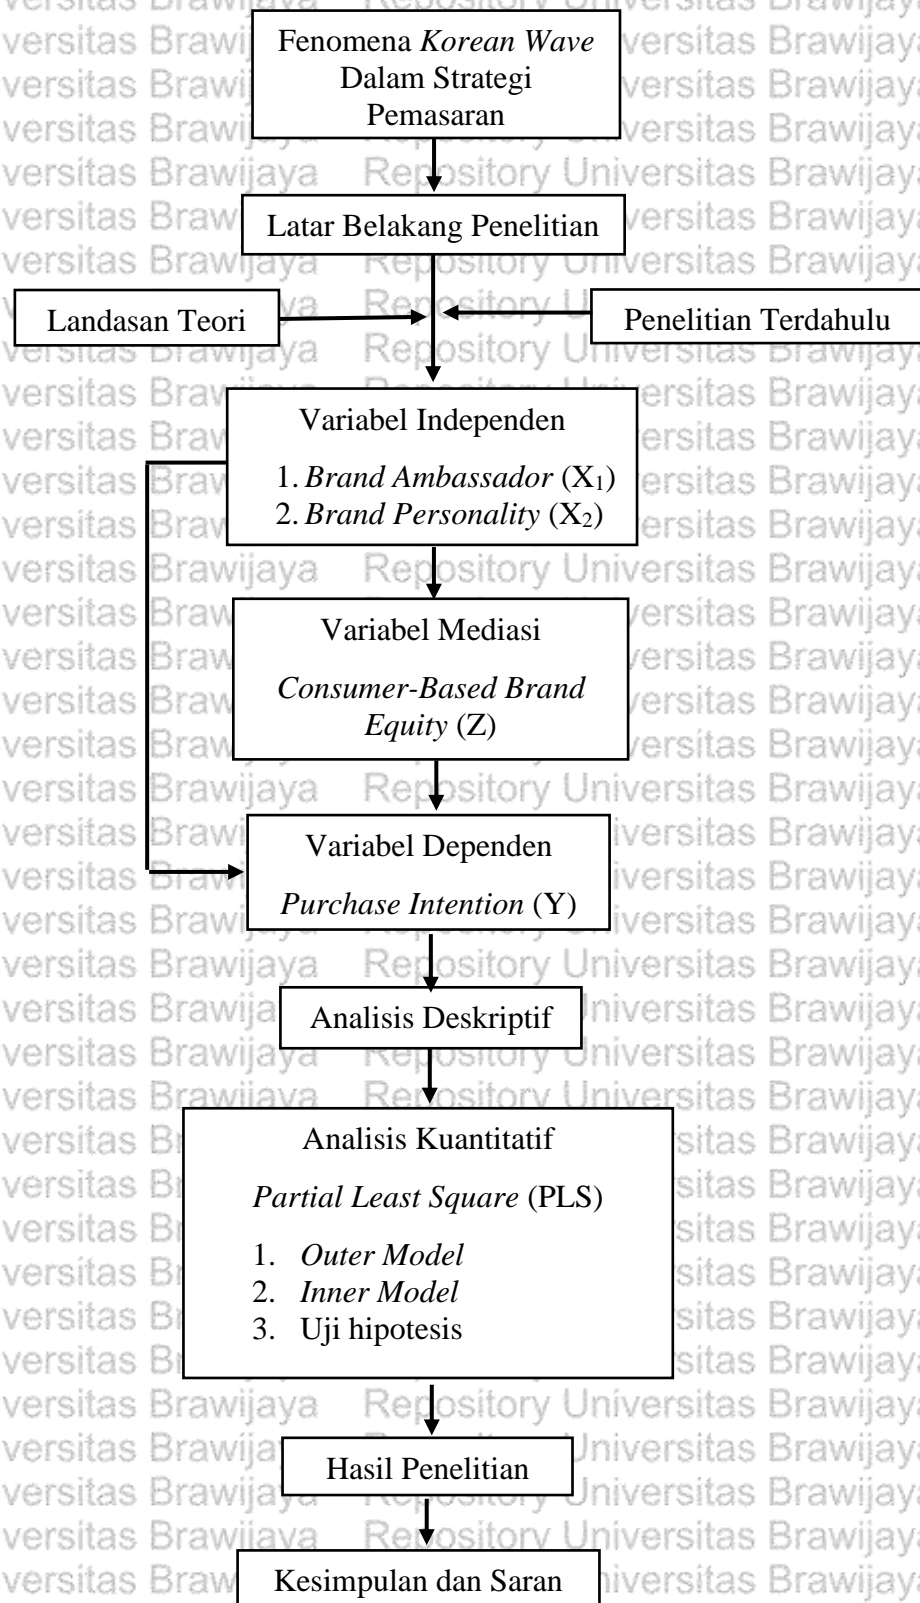 Fenomena Korean Wave
Dalam Strategi
Pemasaran
Latar Belakang Penelitian
Landasan Teori
Penelitian Terdahulu
Variabel Independen
1. Brand Ambassador (X1)
2. Brand Personality (X2)
Variabel Mediasi
Consumer-Based Brand
Equity (Z)
Variabel Dependen
Purchase Intention (Y)
Analisis Deskriptif
Analisis Kuantitatif
Partial Least Square (PLS)
1. Outer Model
2. Inner Model
3. Uji hipotesis
Hasil Penelitian
Kesimpulan dan Saran